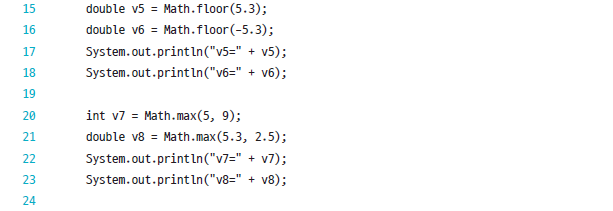 15 double v5 = Math.floor(5.3);
16 double v6 = Math.floor(-5.3);
17 System.out.println("v5=" + v5);
18 System.out.println("v6=" + v6);
19
20 int v7 = Math.max(5, 9);
21 double v8 = Math.max(5.3, 2.5);
22 System.out.println("v7=" + v7);
23 System.out.println("v8=" + v8);
24